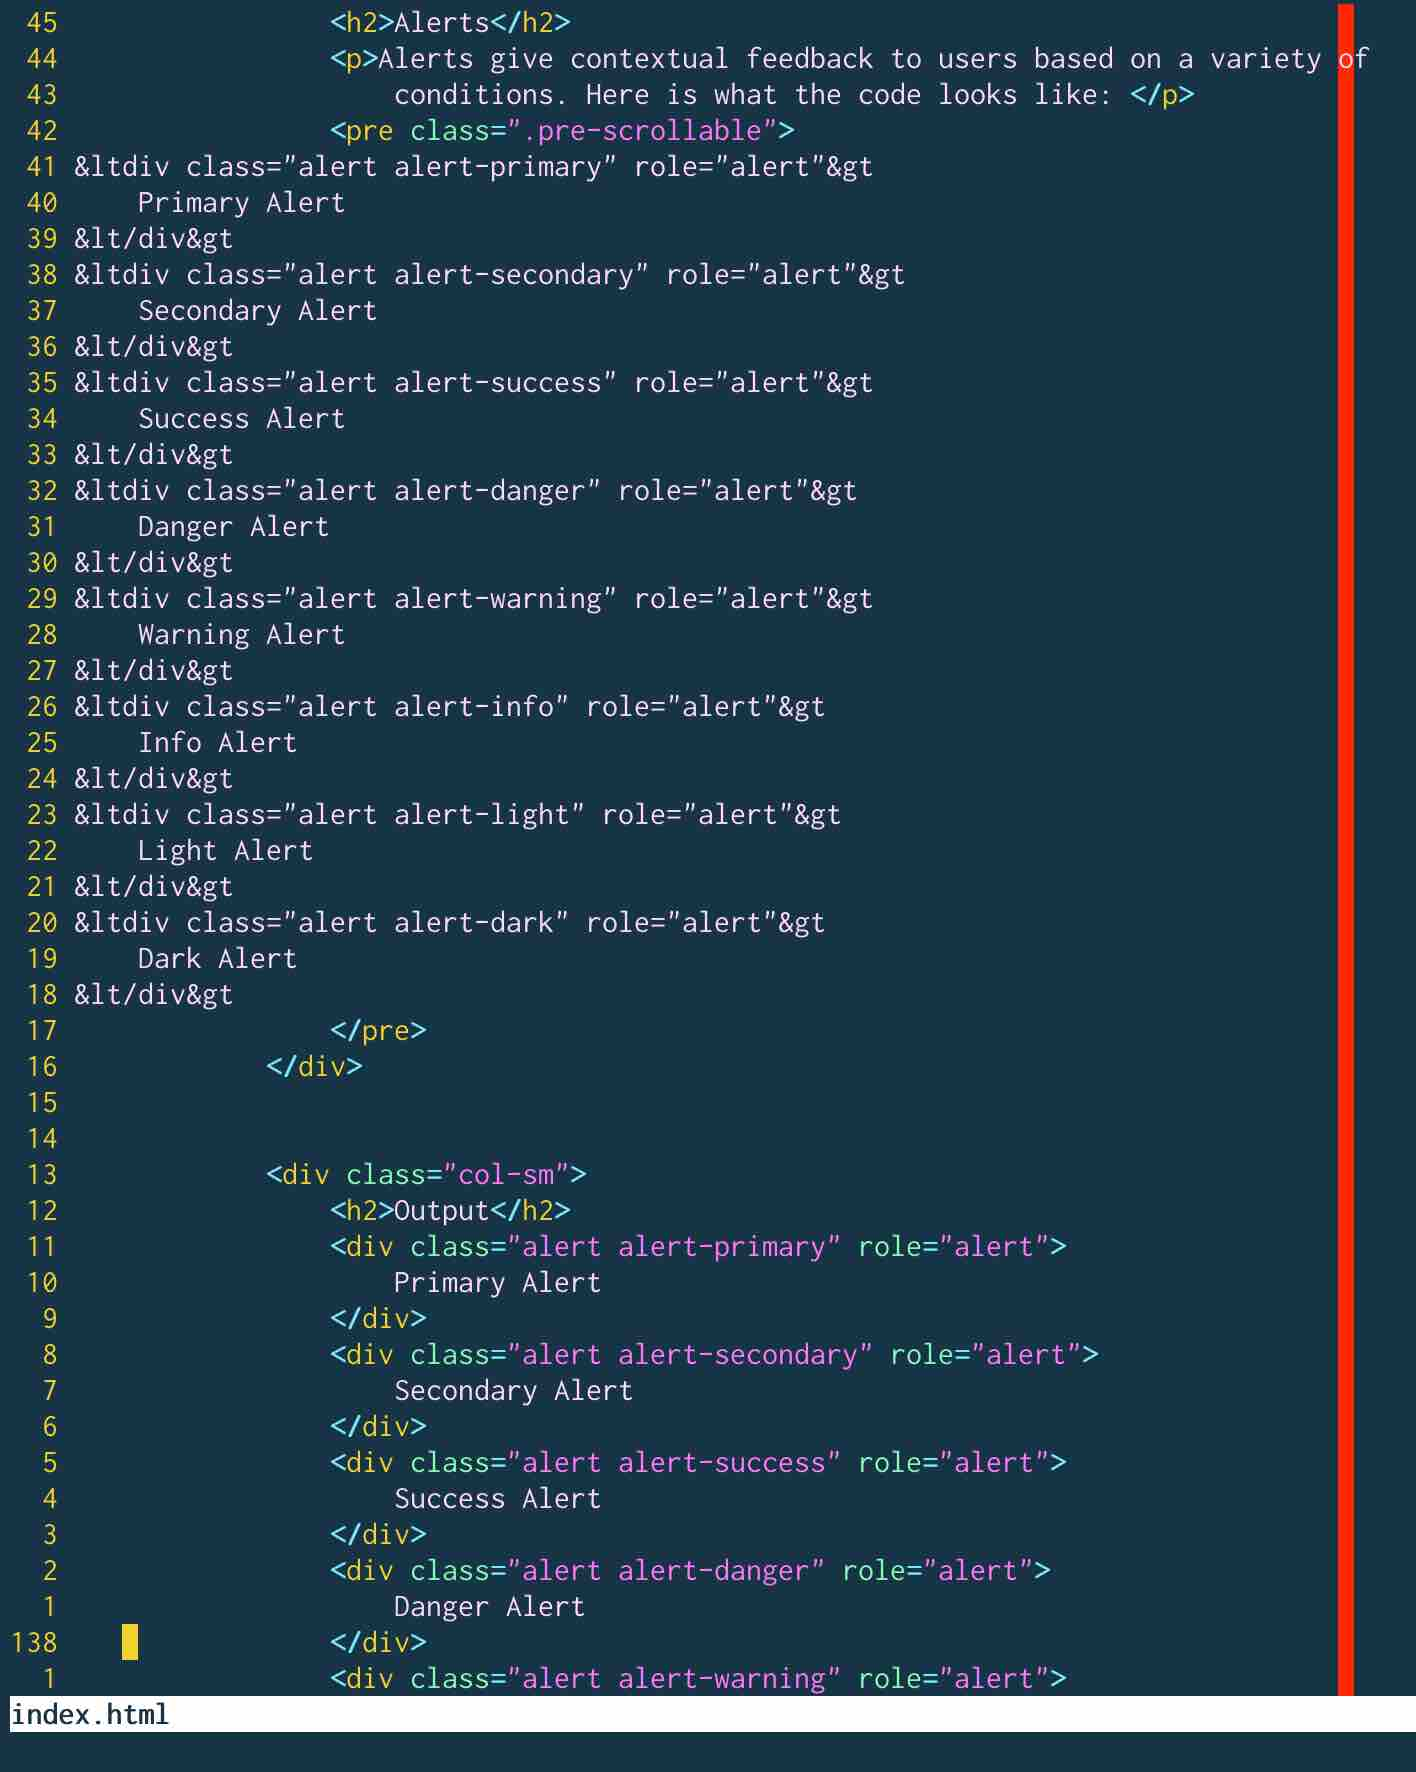 45                 <h2>Alerts</h2>
44                 <p>Alerts give contextual feedback to users based on a variety of
43                     conditions. Here is what the code looks like: </p>
42                 <pre class=".pre-scrollable">
41 &ltdiv class="alert alert-primary" role="alert"&gt
40     Primary Alert
39 &lt/div&gt
38 &ltdiv class="alert alert-secondary" role="alert"&gt
37     Secondary Alert
36 &lt/div&gt
35 &ltdiv class="alert alert-success" role="alert"&gt
34     Success Alert
33 &lt/div&gt
32 &ltdiv class="alert alert-danger" role="alert"&gt
31     Danger Alert
30 &lt/div&gt
29 &ltdiv class="alert alert-warning" role="alert"&gt
28     Warning Alert
27 &lt/div&gt
26 &ltdiv class="alert alert-info" role="alert"&gt
25     Info Alert
24 &lt/div&gt
23 &ltdiv class="alert alert-light" role="alert"&gt
22     Light Alert
21 &lt/div&gt
20 &ltdiv class="alert alert-dark" role="alert"&gt
19     Dark Alert
18 &lt/div&gt
17                 </pre>
16             </div>
15
14
13             <div class="col-sm">
12                 <h2>Output</h2>
11                 <div class="alert alert-primary" role="alert">
10                     Primary Alert
9                 </div>
8                 <div class="alert alert-secondary" role="alert">
7                     Secondary Alert
6                 </div>
5                 <div class="alert alert-success" role="alert">
4                     Success Alert
3                 </div>
2                 <div class="alert alert-danger" role="alert">
1                     Danger Alert
138                 </div>
1                 <div class="alert alert-warning" role="alert">
index.html